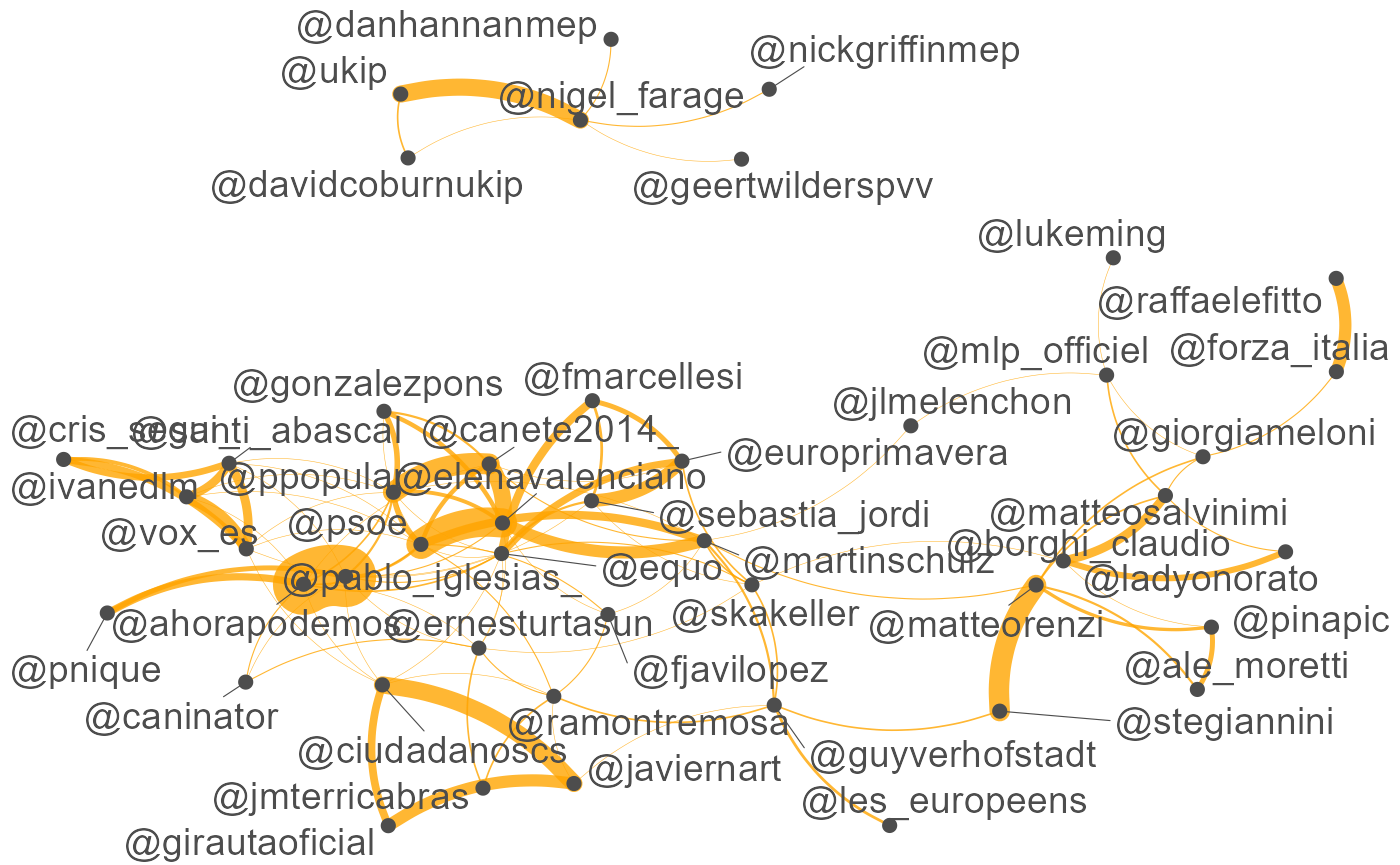 @danhannanmep
@nickgriffinmep
@ukip
@nigel_farage
@davidcoburnukip
@geertwilderspvv
@lukeming
@raffaelefitto
@mlp_officiel
@forza_italia
@gonzalezpons
@fmarcellesi
@jlmelenchon
@cris_segui_
@santi_abascal
@canete2014_
@giorgiameloni
@europrimavera
@ivanedlm
@ppopular
@elenavalenciano
@vox_es
@psoe
@sebastia_jordi
@matteosalvinimi
@borghi_claudio
@martinschulz
@pablo_iglesias_
@equo
@ladyonorato
@ahorapodemos
@ernesturtasun
@skakeller
@matteorenzi
@pinapic
@pnique
@fjavilopez
@ale_moretti
@caninator
@ramontremosa
@stegiannini
@ciudadanoscs
@guyverhofstadt
@javiernart
@jmterricabras
@les_europeens
@girautaoficial